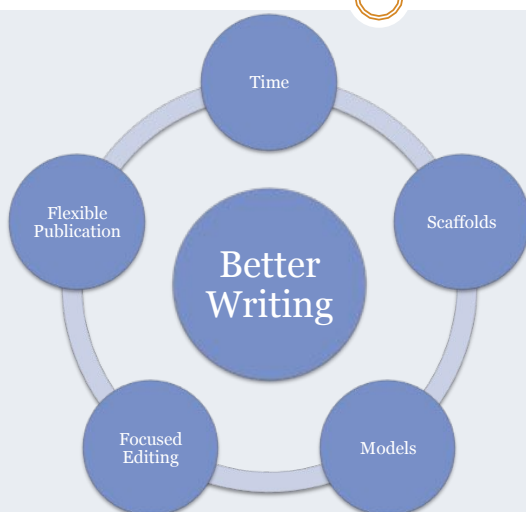 Time
Flexible
Publication
Scaffolds
Better
Writing
Focused
Editing
Models